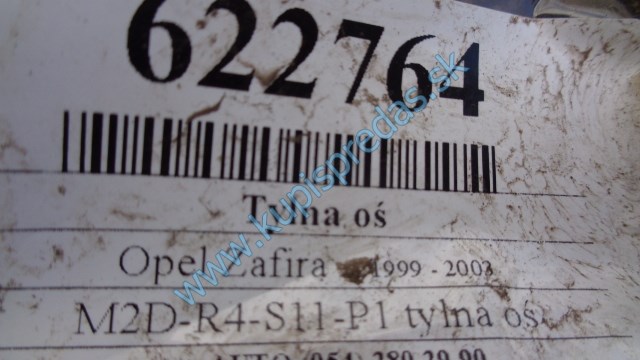 622764
Tylna oś
Opel Zafira 1999 - 2003
M2D-R4-S11-P1 tylna oś
www.kupispredas.sk